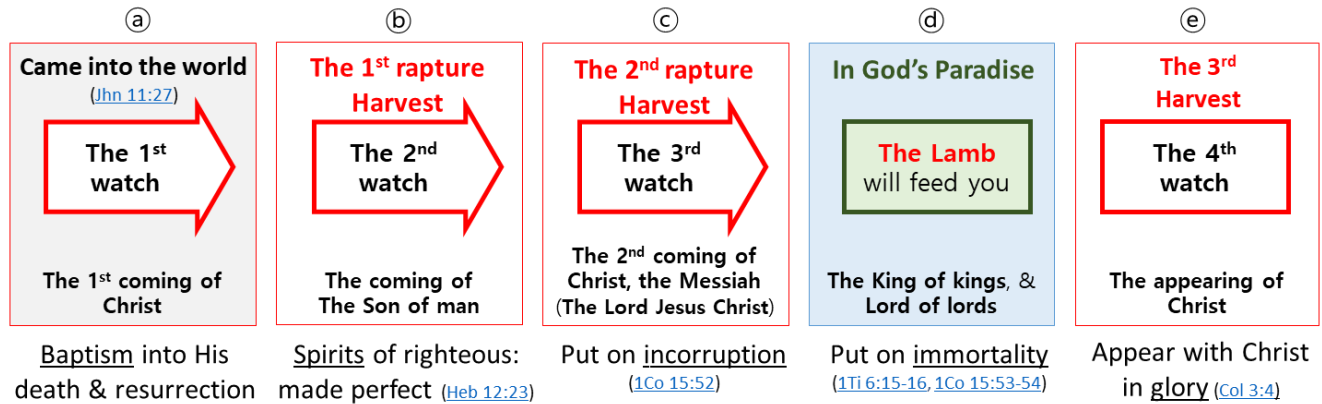 ⓐ
Came into the world
(Jhn 11:27)
The 1st
watch
The 1st coming of
Christ
Baptism into His
death & resurrection
ⓑ
The 1st rapture
Harvest
The 2nd
watch
The coming of
The Son of man
Spirits of righteous:
made perfect (Heb 12:23)
ⓒ
The 2nd rapture
Harvest
The 3rd
watch
The 2nd coming of
Christ, the Messiah
(The Lord Jesus Christ)
Put on incorruption
(1Co 15:52)
ⓓ
In God's Paradise
The Lamb
will feed you
The King of kings, &
Lord of lords
Put on immortality
(1Ti 6:15-16, 1Co 15:53-54)
ⓔ
The 3rd
Harvest
The 4th
watch
The appearing of
Christ
Appear with Christ
in glory (Col 3:4)